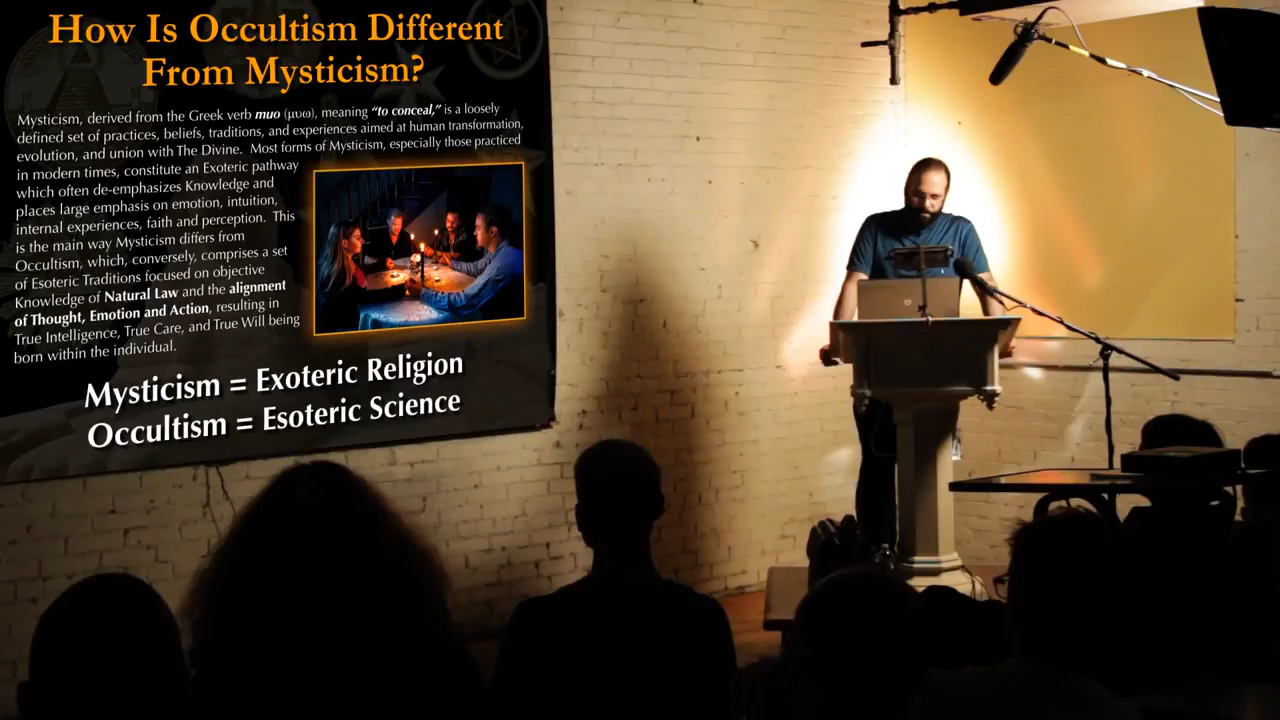 How Is Occultism Different
From Mysticism?
Mysticism, derived from the Greek verb muo (μυω), meaning “to conceal,” is a loosely
defined set of practices, beliefs, traditions, and experiences aimed at human transformation,
evolution, and union with The Divine. Most forms of Mysticism, especially those practiced
in modern times, constitute an Exoteric pathway
which often de-emphasizes Knowledge and
places large emphasis on emotion, intuition,
internal experiences, faith and perception. This
is the main way Mysticism differs from
Occultism, which, conversely, comprises a set
of Esoteric Traditions focused on objective
Knowledge of Natural Law and the alignment
of Thought, Emotion and Action, resulting in
True Intelligence, True Care, and True Will being
born within the individual.
Mysticism = Exoteric Religion
Occultism = Esoteric Science